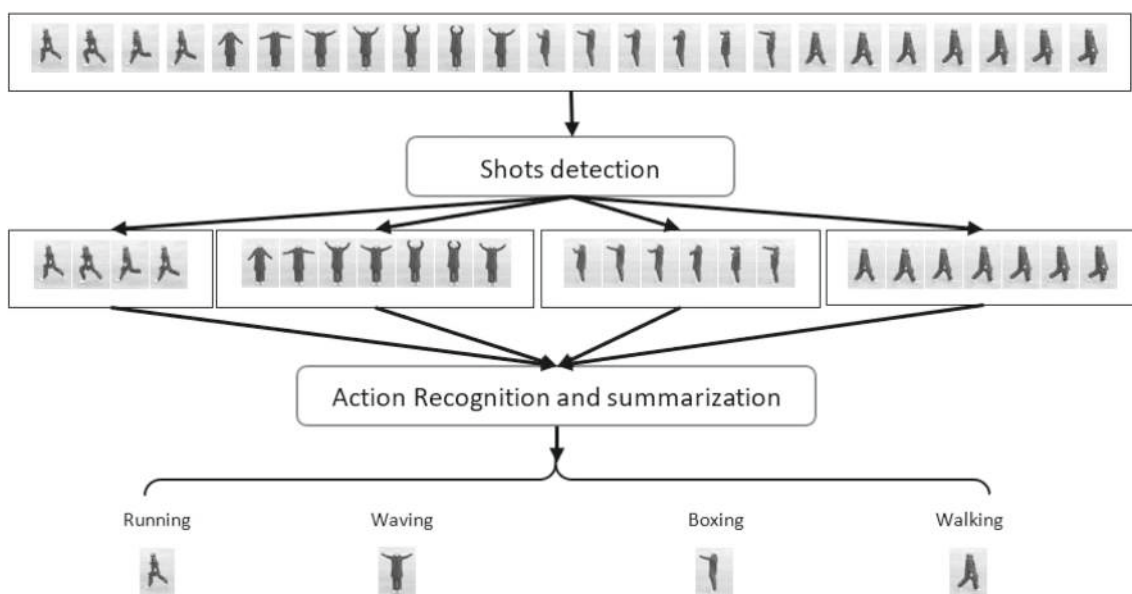 Shots detection
Action Recognition and summarization
Running
Waving
Boxing
Walking